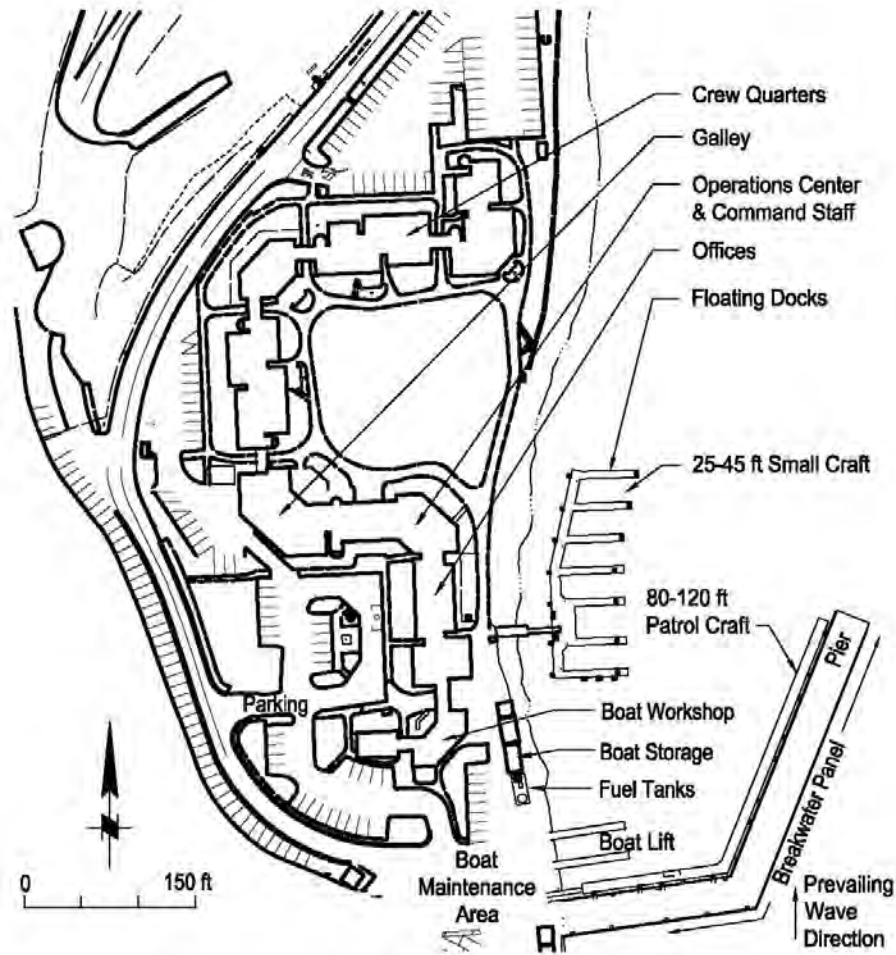 Crew Quarters
Galley
Operations Center
& Command Staff
Offices
Floating Docks
25-45 ft Small Craft
80-120 ft
Patrol Craft
Pier
Parking
Boat Workshop
Boat Storage
Fuel Tanks
Breakwater Panel
Boat Lift
N
0 150 ft
Boat
Maintenance
Area
Prevailing
Wave
Direction